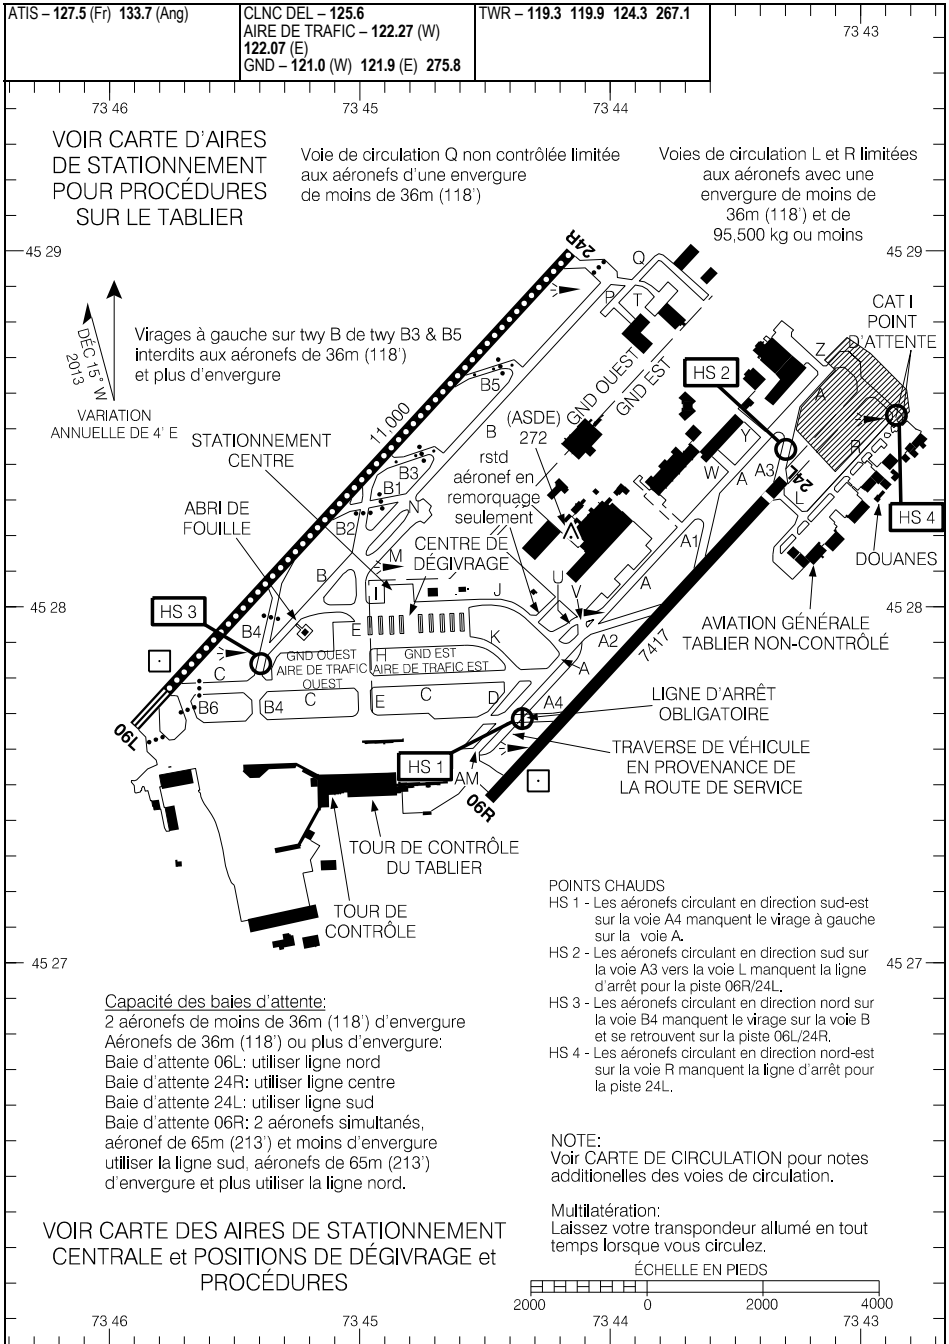 ATIS – 127.5 (Fr) 133.7 (Ang)
CLNC DEL – 125.6
AIRE DE TRAFIC – 122.27 (W)
122.07 (E)
GND – 121.0 (W) 121.9 (E) 275.8
TWR – 119.3 119.9 124.3 267.1
73 43
73 46
73 45
73 44
VOIR CARTE D'AIRES
DE STATIONNEMENT
POUR PROCÉDURES
SUR LE TABLIER
Voie de circulation Q non contrôlée limitée
aux aéronefs d'une envergure
de moins de 36m (118')
Voies de circulation L et R limitées
aux aéronefs avec une
envergure de moins de
36m (118') et de
95,500 kg ou moins
45 29
45 29
24R
Q
P
T
CAT I
POINT
D'ATTENTE
DÉC 15° W
2013
VARIATION
ANNUELLE DE 4' E
Virages à gauche sur twy B de twy B3 & B5
interdits aux aéronefs de 36m (118')
et plus d'envergure
11,000
B5
B
GND OUEST
GND EST
HS 2
Z
A
(ASDE)
272
STATIONNEMENT
CENTRE
rstd
aéronef en
remorquage
seulement
Y
W
A
A3
24L
L
R
HS 4
B3
B1
N
B2
ABRI DE
FOUILLE
M
CENTRE DE
DÉGIVRAGE
A1
DOUANES
B
I
J
U
V
A
45 28
45 28
HS 3
AVIATION GÉNÉRALE
TABLIER NON-CONTRÔLÉ
B4
E
K
A2
7417
GND OUEST
AIRE DE TRAFIC
OUEST
H
GND EST
AIRE DE TRAFIC EST
C
A
B6
B4
C
E
C
D
A4
LIGNE D'ARRÊT
OBLIGATOIRE
06L
HS 1
AM
06R
TRAVERSE DE VÉHICULE
EN PROVENANCE DE
LA ROUTE DE SERVICE
TOUR DE CONTRÔLE
DU TABLIER
TOUR DE
CONTRÔLE
POINTS CHAUDS
HS 1 - Les aéronefs circulant en direction sud-est
sur la voie A4 manquent le virage à gauche
sur la voie A.
HS 2 - Les aéronefs circulant en direction sud sur
la voie A3 vers la voie L manquent la ligne
d'arrêt pour la piste 06R/24L.
HS 3 - Les aéronefs circulant en direction nord sur
la voie B4 manquent le virage sur la voie B
et se retrouvent sur la piste 06L/24R.
HS 4 - Les aéronefs circulant en direction nord-est
sur la voie R manquent la ligne d'arrêt pour
la piste 24L.
45 27
45 27
Capacité des baies d'attente:
2 aéronefs de moins de 36m (118') d'envergure
Aéronefs de 36m (118') ou plus d'envergure:
Baie d'attente 06L: utiliser ligne nord
Baie d'attente 24R: utiliser ligne centre
Baie d'attente 24L: utiliser ligne sud
Baie d'attente 06R: 2 aéronefs simultanés,
aéronef de 65m (213') et moins d'envergure
utiliser la ligne sud, aéronefs de 65m (213')
d'envergure et plus utiliser la ligne nord.
NOTE:
Voir CARTE DE CIRCULATION pour notes
additionelles des voies de circulation.
Multilatération:
Laissez votre transpondeur allumé en tout
temps lorsque vous circulez.
VOIR CARTE DES AIRES DE STATIONNEMENT
CENTRALE et POSITIONS DE DÉGIVRAGE et
PROCÉDURES
ÉCHELLE EN PIEDS
2000 0 2000 4000
73 46
73 45
73 44
73 43